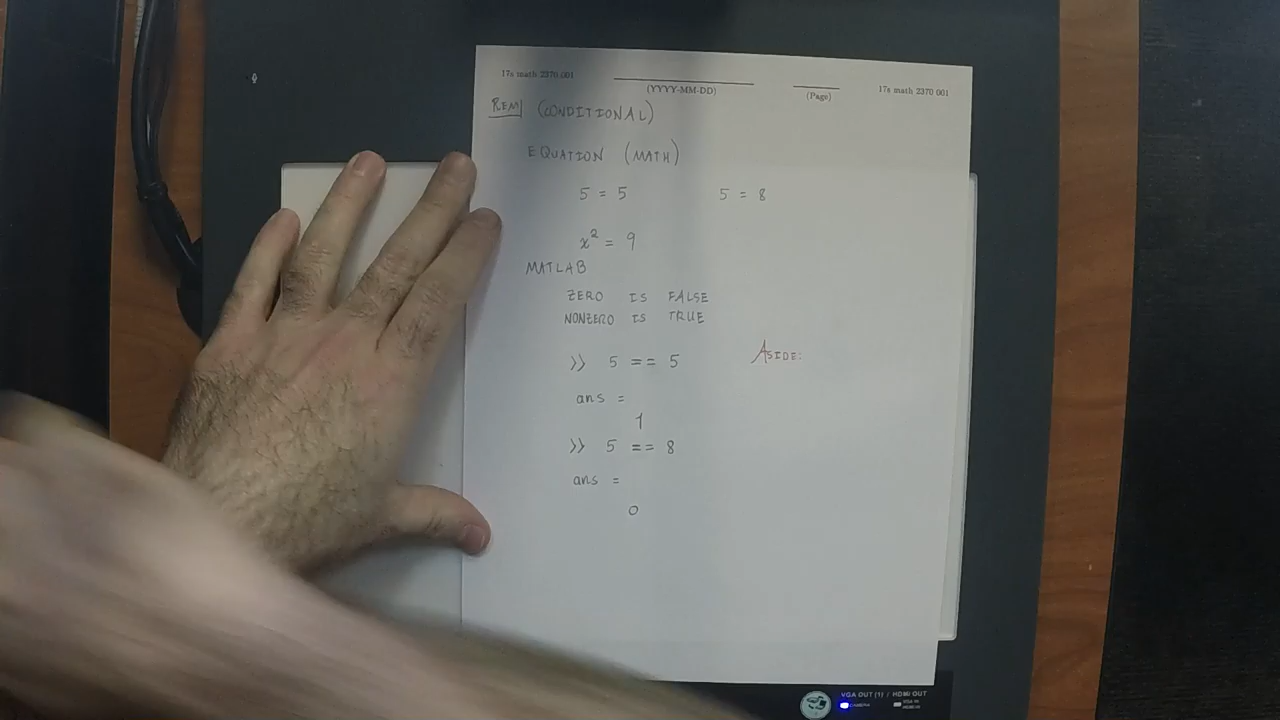 17s math 2370 001 (YYYY-MM-DD) (Page) 17s math 2370 001
REM (CONDITIONAL)
EQUATION (MATH)
5 = 5 5 = 8
x² = 9
MATLAB
ZERO IS FALSE
NONZERO IS TRUE
>> 5 == 5 ASIDE:
ans =
1
>> 5 == 8
ans =
0
VGA OUT (1) / HDMI OUT
CAMERA